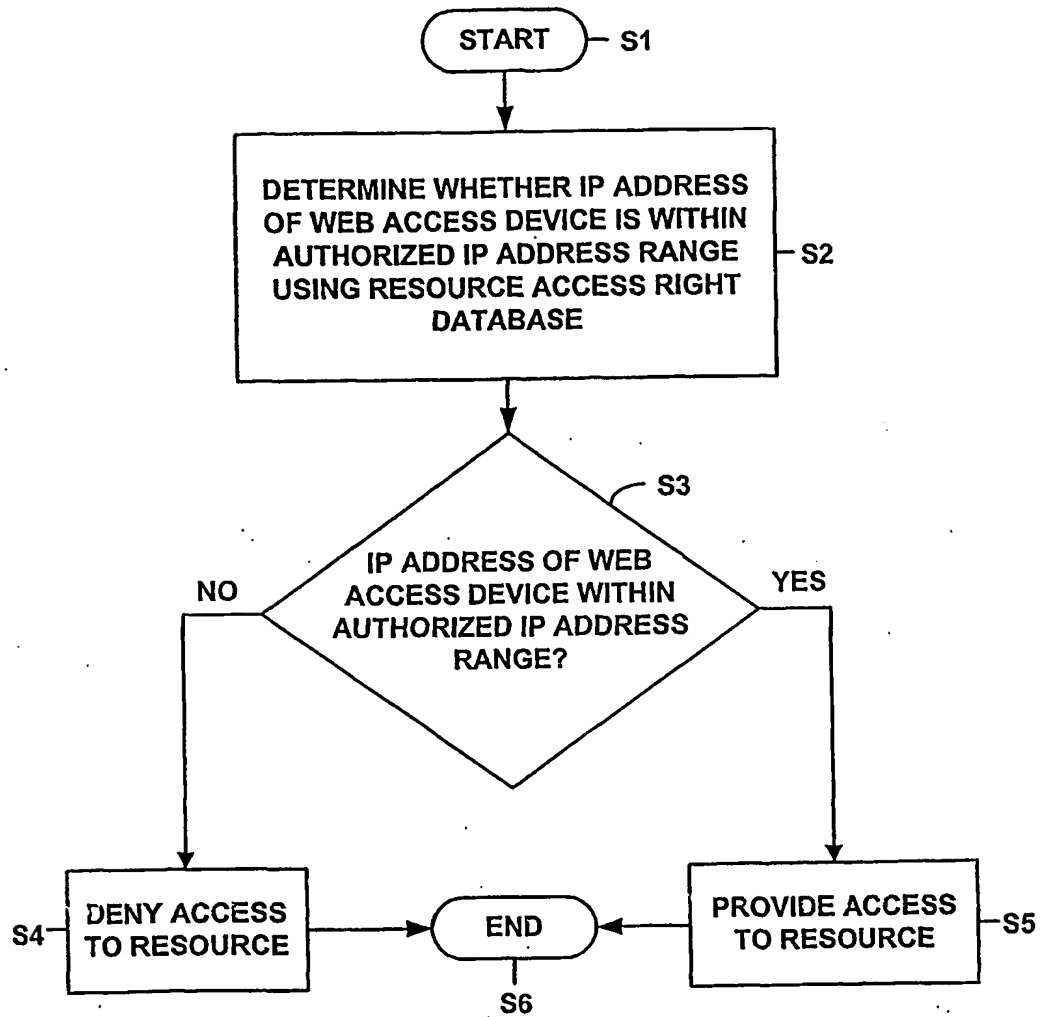 START
S1
DETERMINE WHETHER IP ADDRESS
OF WEB ACCESS DEVICE IS WITHIN
AUTHORIZED IP ADDRESS RANGE
USING RESOURCE ACCESS RIGHT
DATABASE
S2
S3
IP ADDRESS OF WEB
ACCESS DEVICE WITHIN
AUTHORIZED IP ADDRESS
RANGE?
NO
YES
S4
DENY ACCESS
TO RESOURCE
END
S6
PROVIDE ACCESS
TO RESOURCE
S5